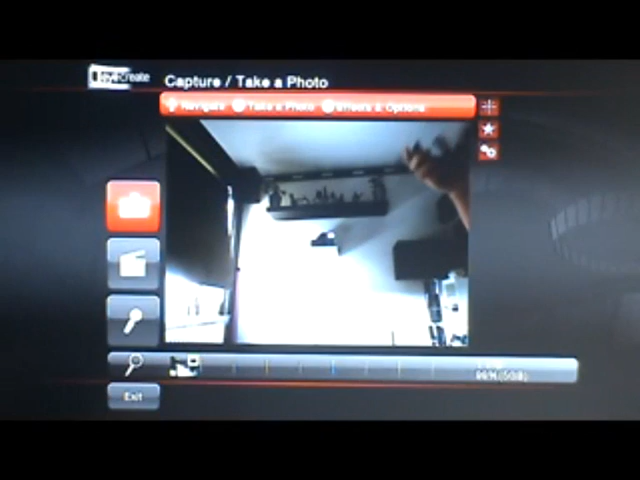 eyecreate
Capture / Take a Photo
Navigate Take a Photo Effects & Options
Exit